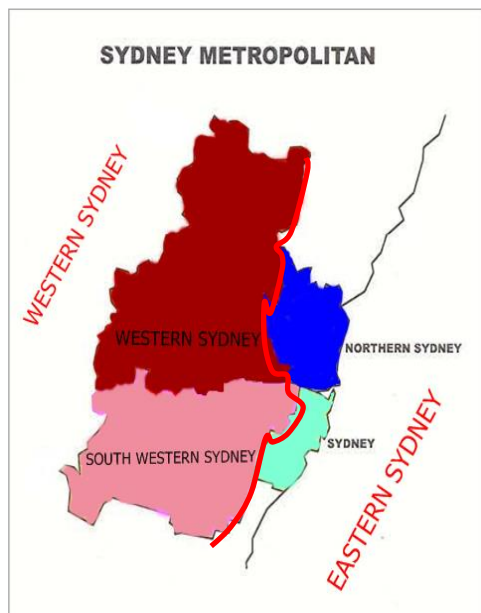 SYDNEY METROPOLITAN
WESTERN SYDNEY
WESTERN SYDNEY
NORTHERN SYDNEY
SOUTH WESTERN SYDNEY
SYDNEY
EASTERN SYDNEY